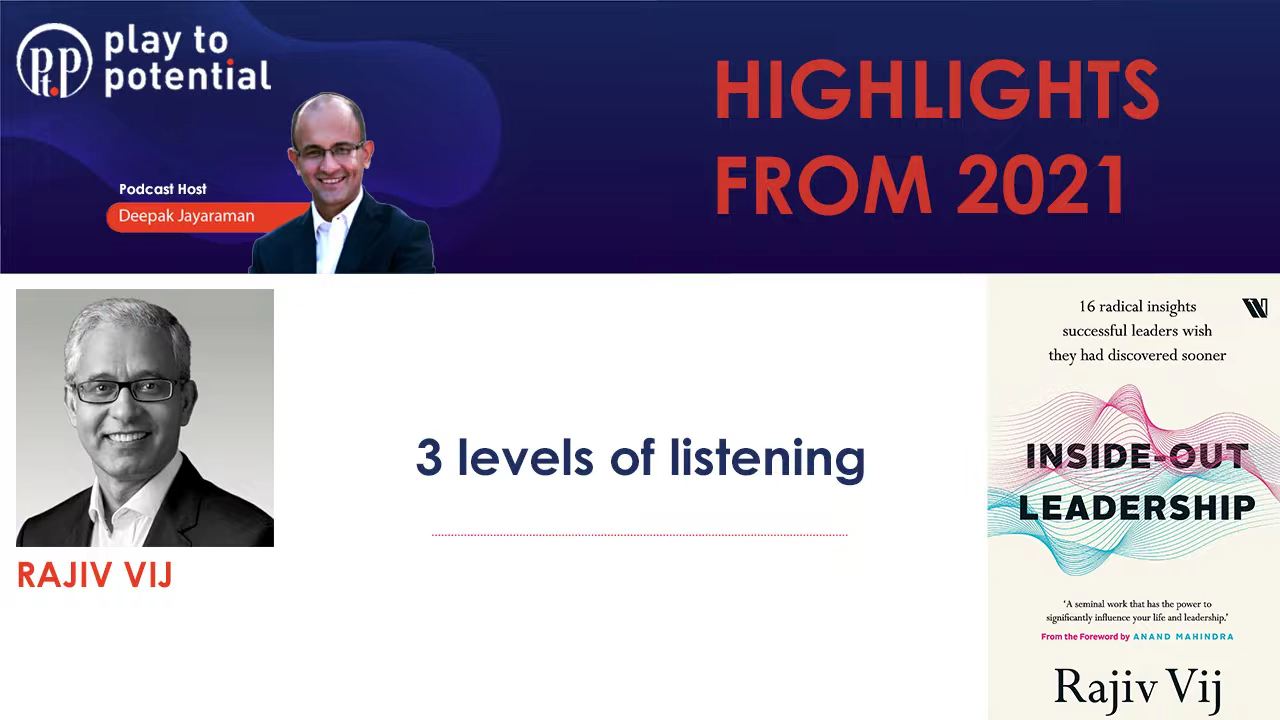 PtP
play to
potential
Podcast Host
Deepak Jayaraman
HIGHLIGHTS
FROM 2021
RAJIV VIJ
3 levels of listening
16 radical insights
successful leaders wish
they had discovered sooner
W
INSIDE-OUT
LEADERSHIP
‘A seminal work that has the power to
significantly influence your life and leadership.’
From the Foreword by ANAND MAHINDRA
Rajiv Vij